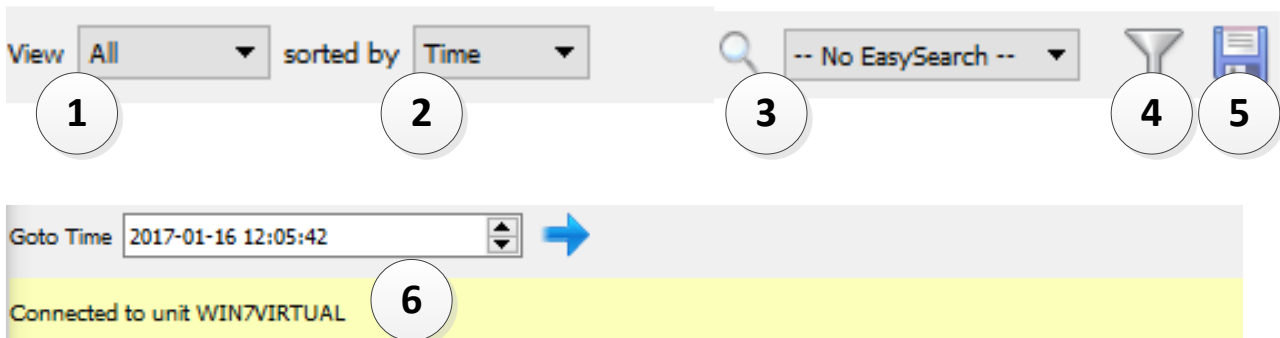 View All sorted by Time -- No EasySearch --
1 2 3 4 5
Goto Time 2017-01-16 12:05:42
Connected to unit WIN7VIRTUAL 6